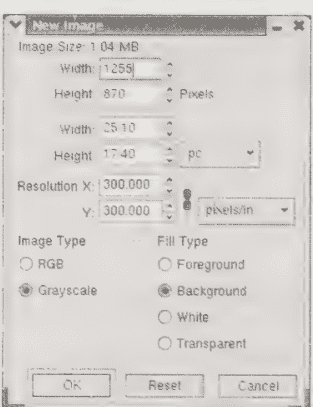 New Image
Image Size: 1.04 MB
Width: 1255
Height: 870 Pixels
Width: 25.10
Height: 17.40 pc
Resolution X: 300.000
Y: 300.000 pixels/in
Image Type Fill Type
RGB Foreground
Grayscale Background
White
Transparent
OK Reset Cancel